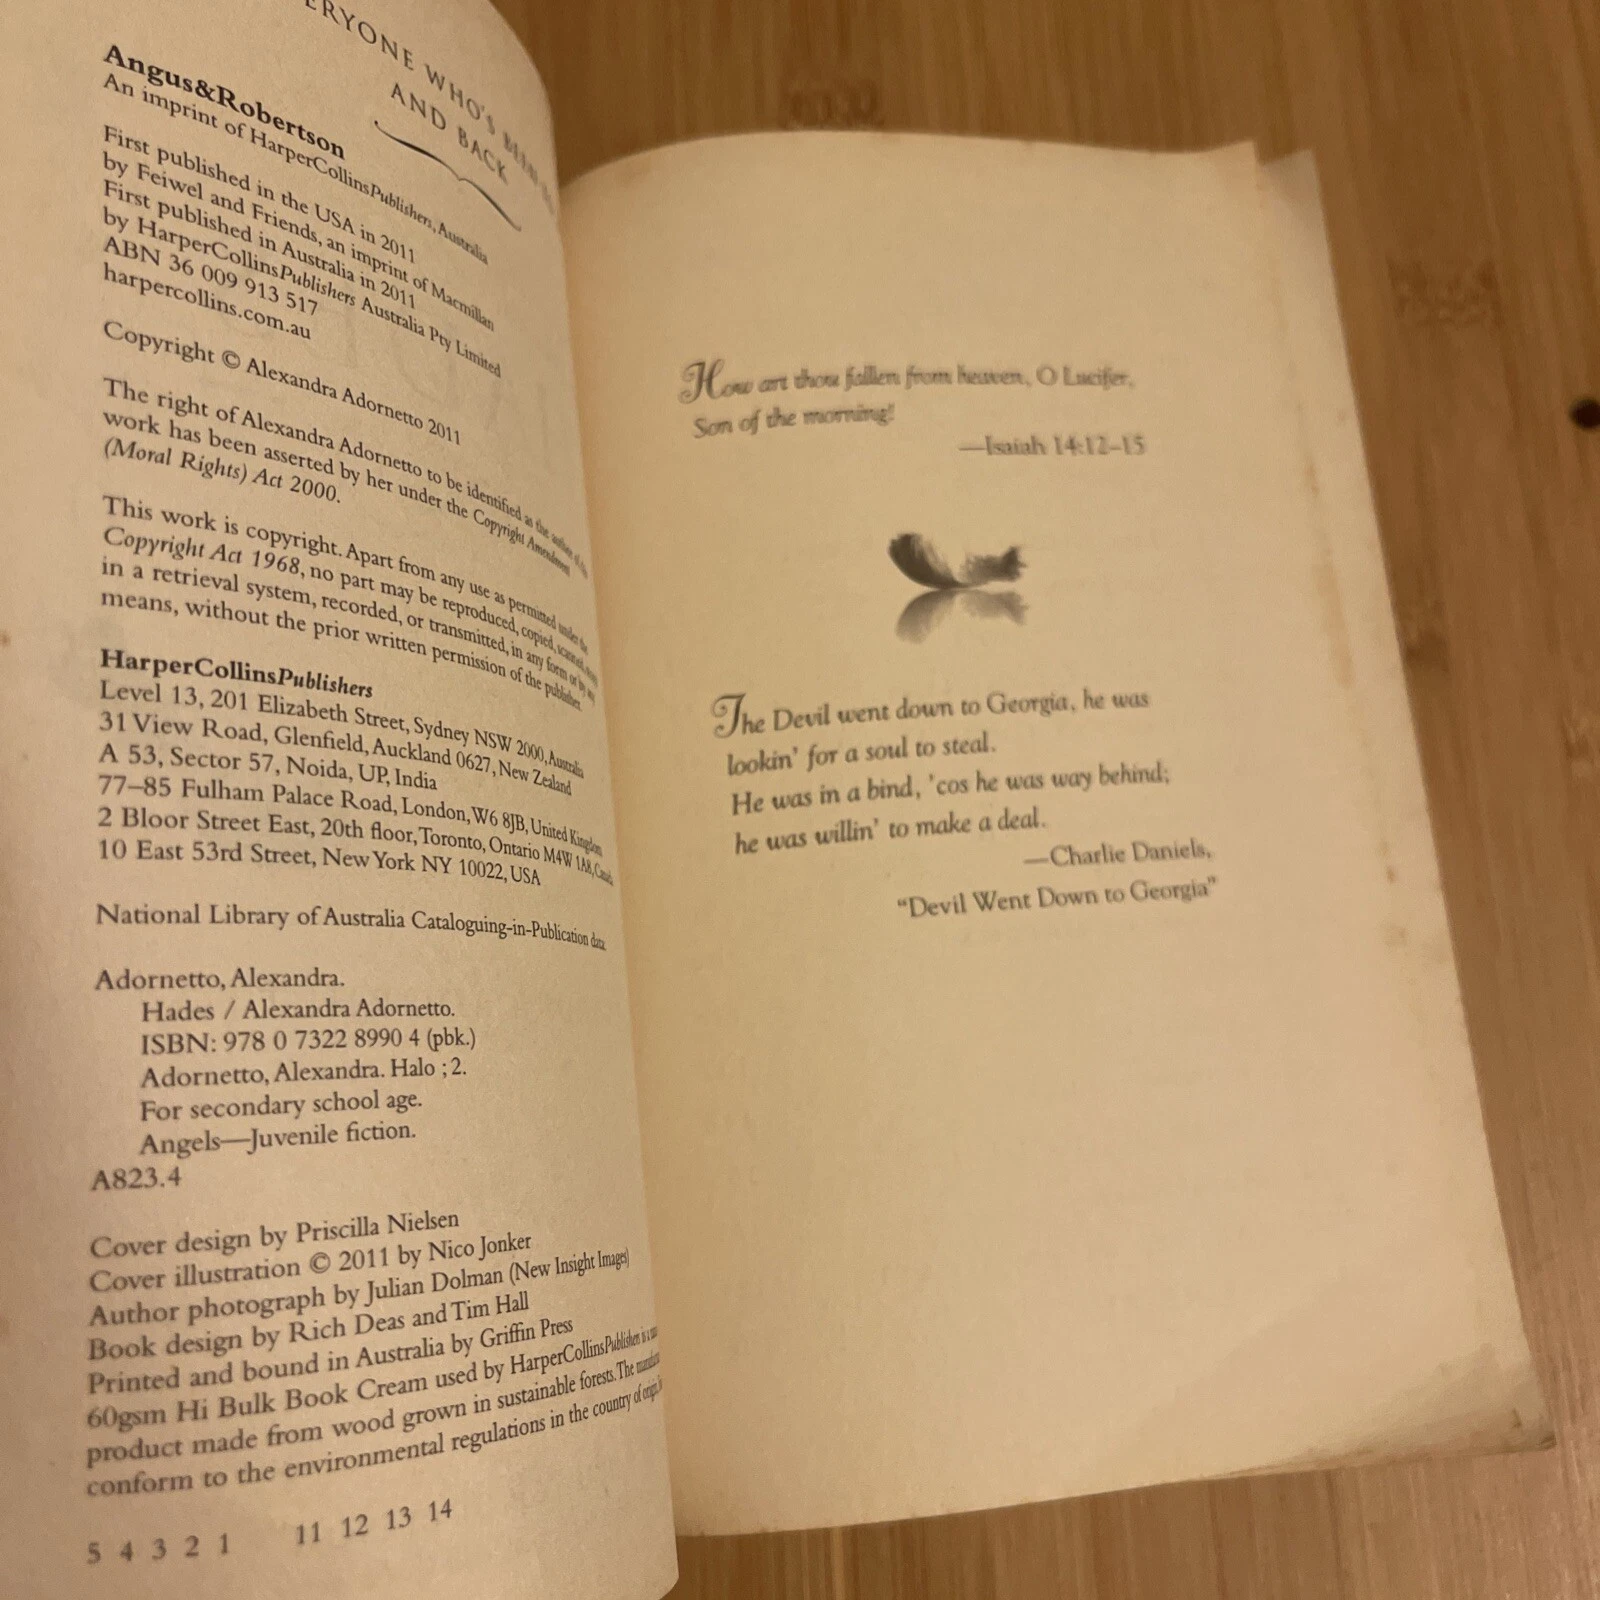 ERYONE WHO'S BEEN
AND BACK
Angus&Robertson
An imprint of HarperCollinsPublishers, Australia
First published in the USA in 2011
by Feiwel and Friends, an imprint of Macmillan
First published in Australia in 2011
by HarperCollinsPublishers Australia Pty Limited
ABN 36 009 913 517
harpercollins.com.au
Copyright © Alexandra Adornetto 2011
The right of Alexandra Adornetto to be identified as the author of the
work has been asserted by her under the Copyright Amendment
(Moral Rights) Act 2000.
This work is copyright. Apart from any use as permitted under the
Copyright Act 1968, no part may be reproduced, copied, scanned,
in a retrieval system, recorded, or transmitted, in any form or by any
means, without the prior written permission of the publisher.
HarperCollinsPublishers
Level 13, 201 Elizabeth Street, Sydney NSW 2000, Australia
31 View Road, Glenfield, Auckland 0627, New Zealand
A 53, Sector 57, Noida, UP, India
77–85 Fulham Palace Road, London, W6 8JB, United Kingdom
2 Bloor Street East, 20th floor, Toronto, Ontario M4W 1A8, Canada
10 East 53rd Street, New York NY 10022, USA
National Library of Australia Cataloguing-in-Publication data
Adornetto, Alexandra.
Hades / Alexandra Adornetto.
ISBN: 978 0 7322 8990 4 (pbk.)
Adornetto, Alexandra. Halo ; 2.
For secondary school age.
Angels—Juvenile fiction.
A823.4
Cover design by Priscilla Nielsen
Cover illustration © 2011 by Nico Jonker
Author photograph by Julian Dolman (New Insight Images)
Book design by Rich Deas and Tim Hall
Printed and bound in Australia by Griffin Press
60gsm Hi Bulk Book Cream used by HarperCollinsPublishers is a
product made from wood grown in sustainable forests. The
conform to the environmental regulations in the country of origin
5 4 3 2 1 11 12 13 14
How art thou fallen from heaven, O Lucifer,
Son of the morning!
—Isaiah 14:12–15
The Devil went down to Georgia, he was
lookin' for a soul to steal.
He was in a bind, 'cos he was way behind;
he was willin' to make a deal.
—Charlie Daniels,
"Devil Went Down to Georgia"